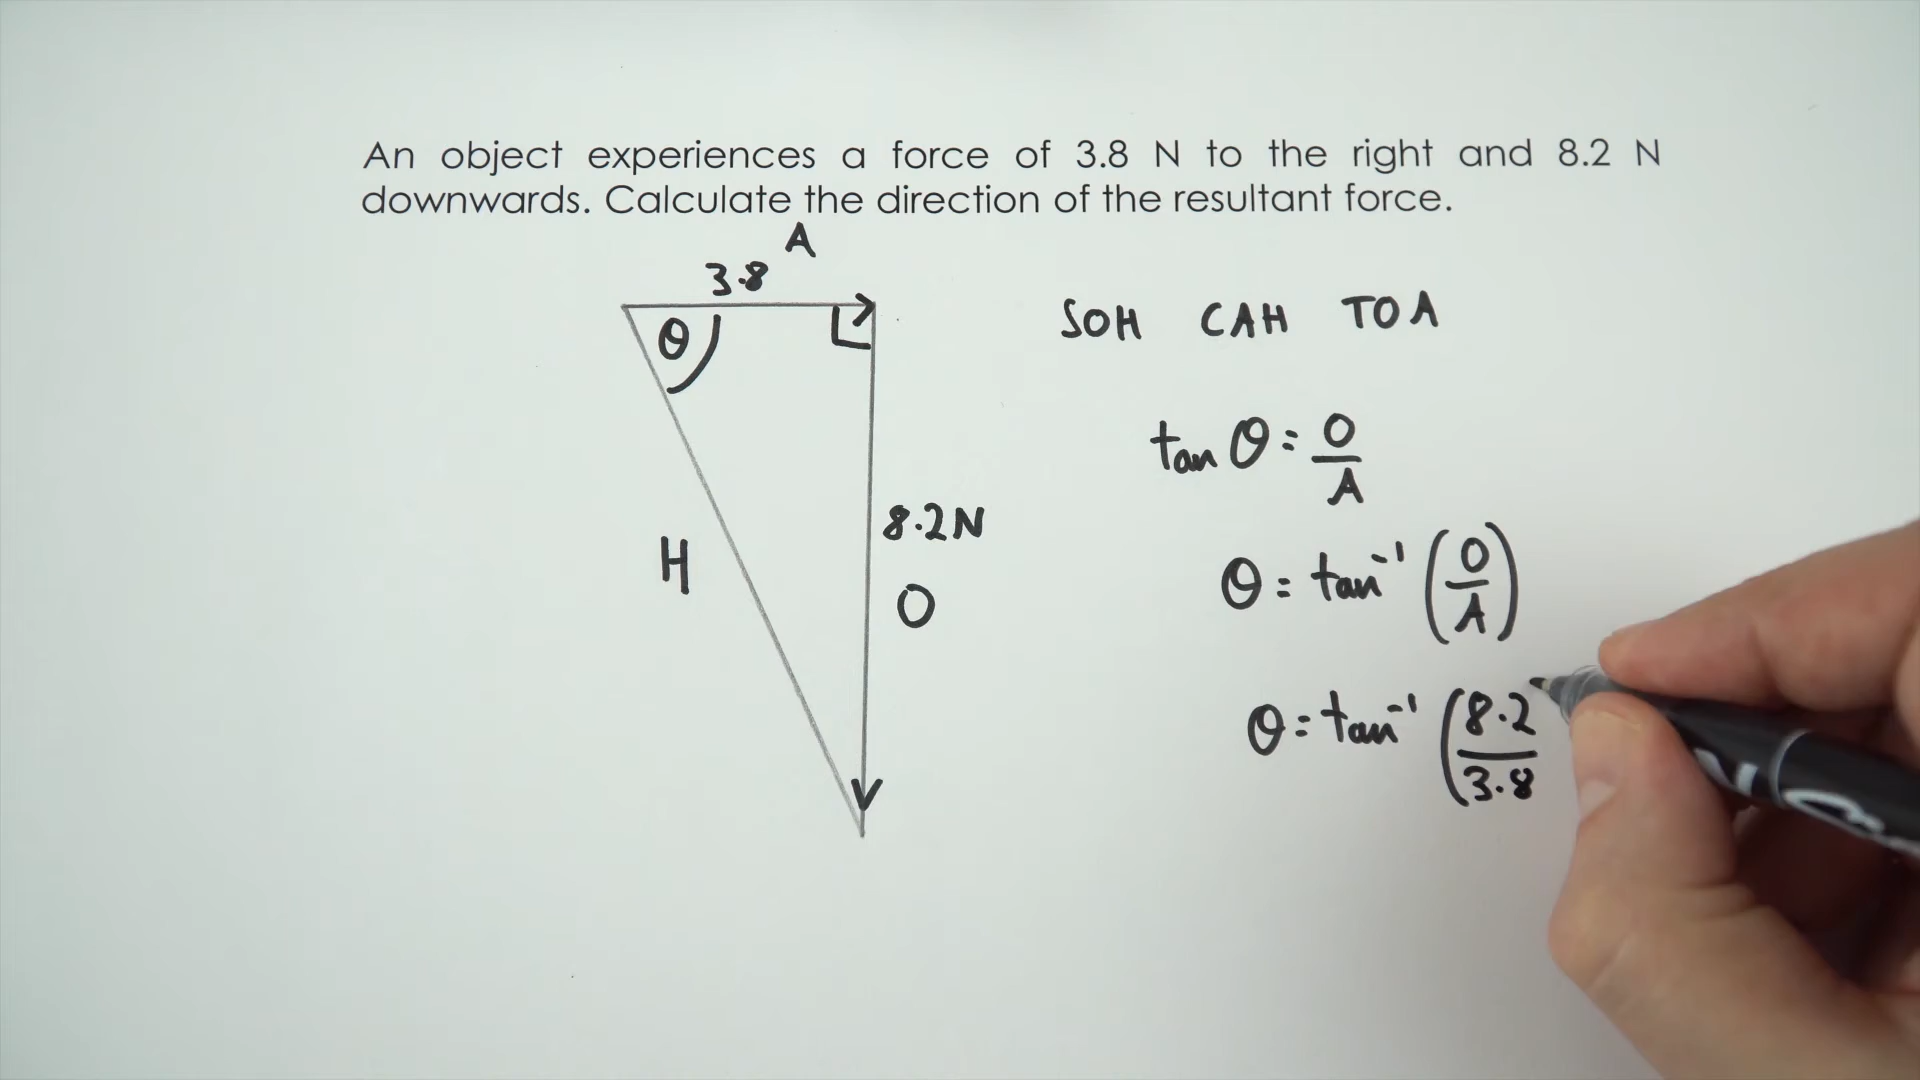 An object experiences a force of 3.8 N to the right and 8.2 N
downwards. Calculate the direction of the resultant force.
A
3.8
θ
H
8.2N
O
SOH CAH TOA
tan θ = O/A
θ = tan⁻¹ (O/A)
θ = tan⁻¹ (8.2/3.8